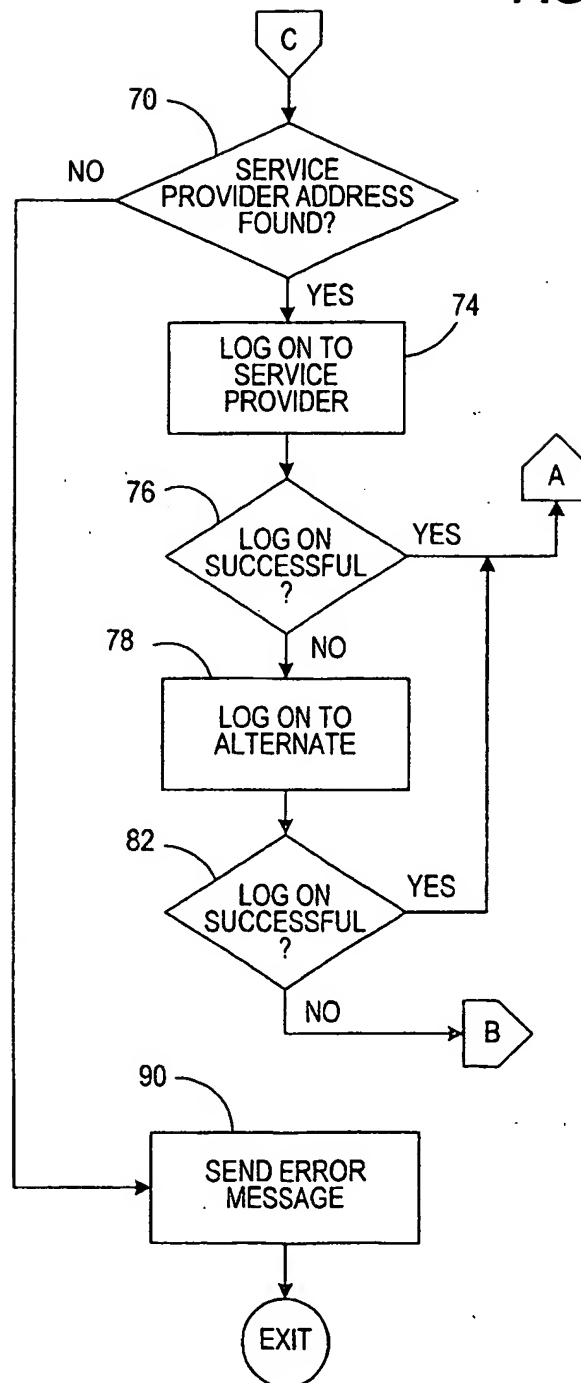 C
70
NO
SERVICE
PROVIDER ADDRESS
FOUND?
YES
74
LOG ON TO
SERVICE
PROVIDER
A
76
LOG ON
SUCCESSFUL
?
YES
NO
78
LOG ON TO
ALTERNATE
82
LOG ON
SUCCESSFUL
?
YES
NO
B
90
SEND ERROR
MESSAGE
EXIT